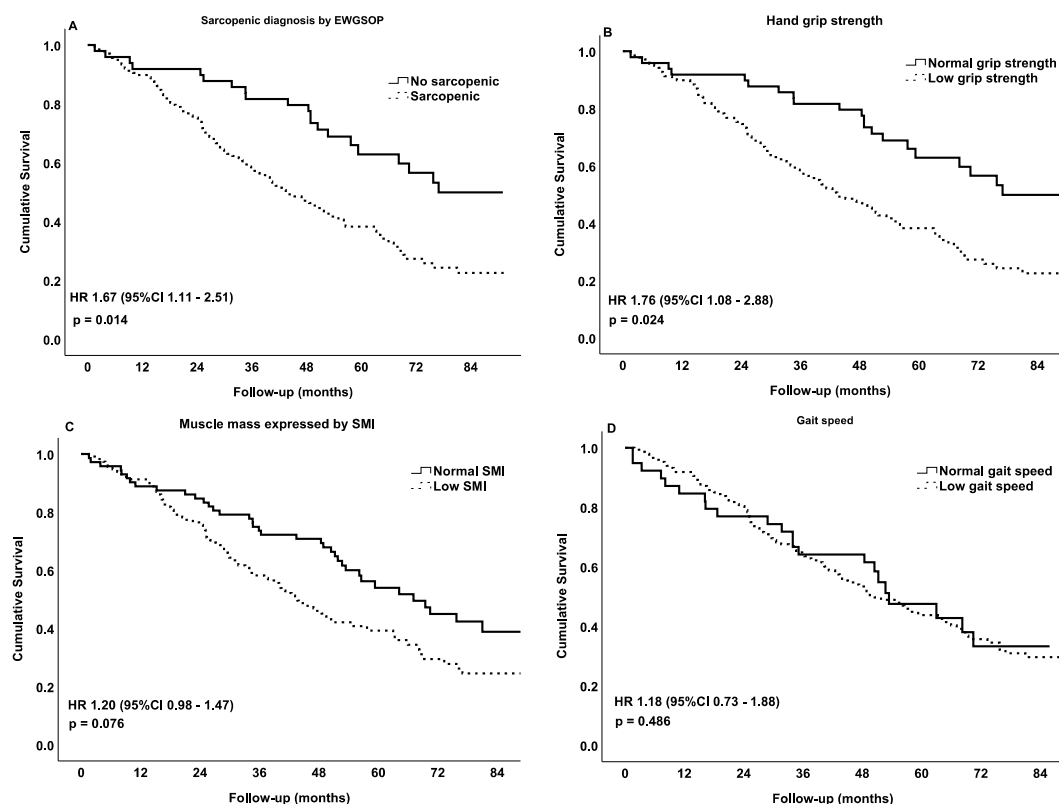 A
Sarcopenic diagnosis by EWGSOP
1.0
0.8
0.6
0.4
0.2
0.0
Cumulative Survival
No sarcopenic
Sarcopenic
HR 1.67 (95%CI 1.11 - 2.51)
p = 0.014
0 12 24 36 48 60 72 84
Follow-up (months)
B
Hand grip strength
1.0
0.8
0.6
0.4
0.2
0.0
Cumulative Survival
Normal grip strength
Low grip strength
HR 1.76 (95%CI 1.08 - 2.88)
p = 0.024
0 12 24 36 48 60 72 84
Follow-up (months)
C
Muscle mass expressed by SMI
1.0
0.8
0.6
0.4
0.2
0.0
Cumulative Survival
Normal SMI
Low SMI
HR 1.20 (95%CI 0.98 - 1.47)
p = 0.076
0 12 24 36 48 60 72 84
Follow-up (months)
D
Gait speed
1.0
0.8
0.6
0.4
0.2
0.0
Cumulative Survival
Normal gait speed
Low gait speed
HR 1.18 (95%CI 0.73 - 1.88)
p = 0.486
0 12 24 36 48 60 72 84
Follow-up (months)